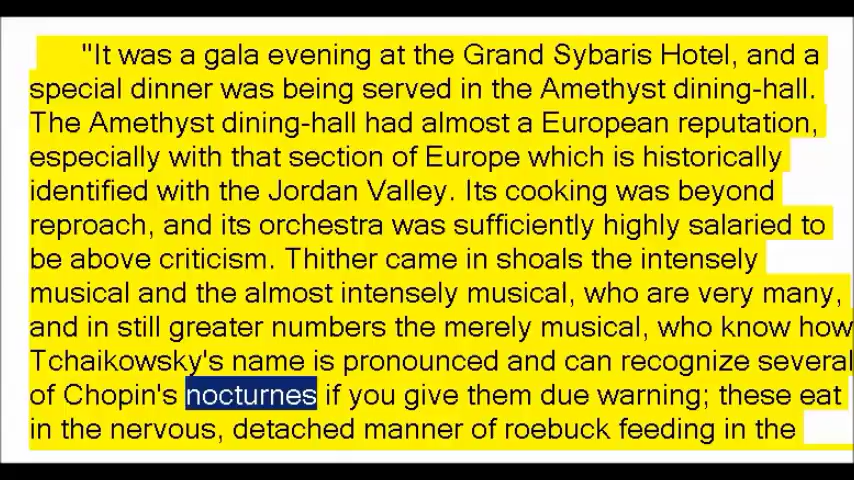 "It was a gala evening at the Grand Sybaris Hotel, and a
special dinner was being served in the Amethyst dining-hall.
The Amethyst dining-hall had almost a European reputation,
especially with that section of Europe which is historically
identified with the Jordan Valley. Its cooking was beyond
reproach, and its orchestra was sufficiently highly salaried to
be above criticism. Thither came in shoals the intensely
musical and the almost intensely musical, who are very many,
and in still greater numbers the merely musical, who know how
Tchaikowsky's name is pronounced and can recognize several
of Chopin's nocturnes if you give them due warning; these eat
in the nervous, detached manner of roebuck feeding in the